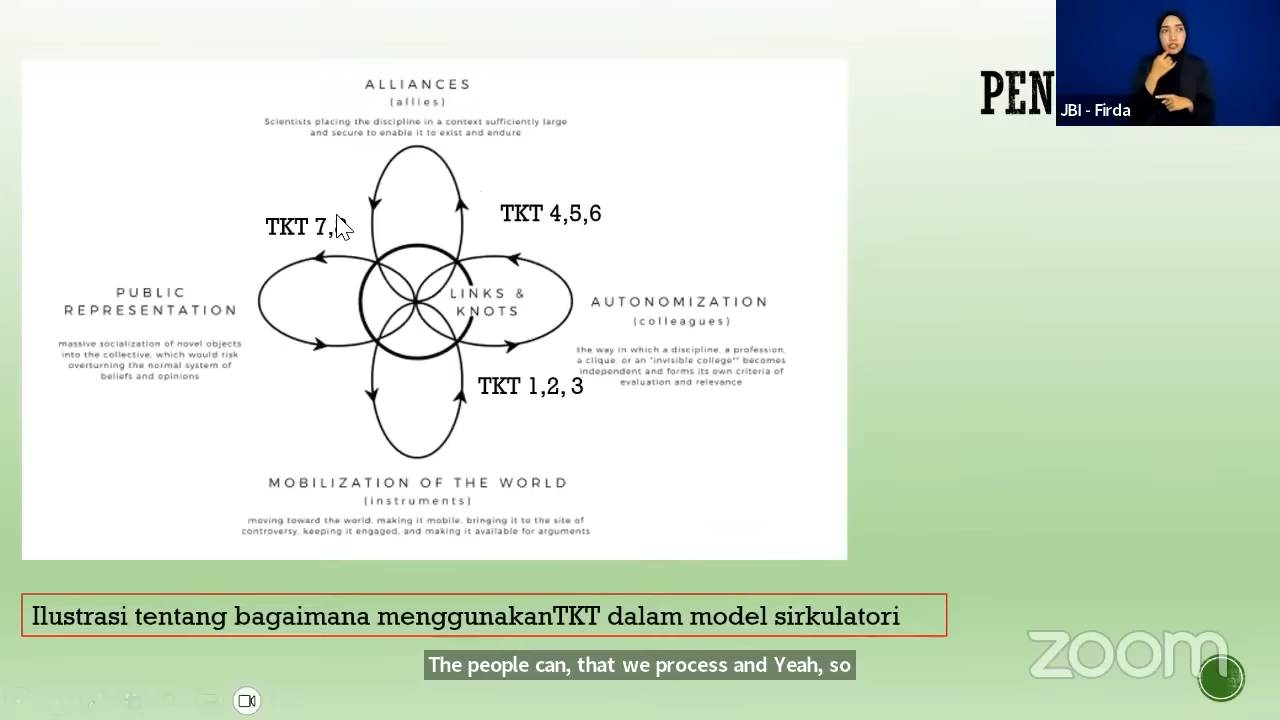 PEN
JBI - Firda
ALLIANCES
(allies)
Scientists placing the discipline in a context sufficiently large
and secure to enable it to exist and endure
TKT 7,
TKT 4,5,6
LINKS &
KNOTS
PUBLIC
REPRESENTATION
massive socialization of novel objects
into the collective, which would risk
overturning the normal system of
beliefs and opinions
AUTONOMIZATION
(colleagues)
the way in which a discipline, a profession,
a clique, or an "invisible college" becomes
independent and forms its own criteria of
evaluation and relevance
TKT 1,2, 3
MOBILIZATION OF THE WORLD
(instruments)
moving toward the world, making it mobile, bringing it to the site of
controversy, keeping it engaged, and making it available for arguments
Ilustrasi tentang bagaimana menggunakanTKT dalam model sirkulatori
The people can, that we process and Yeah, so
zoom